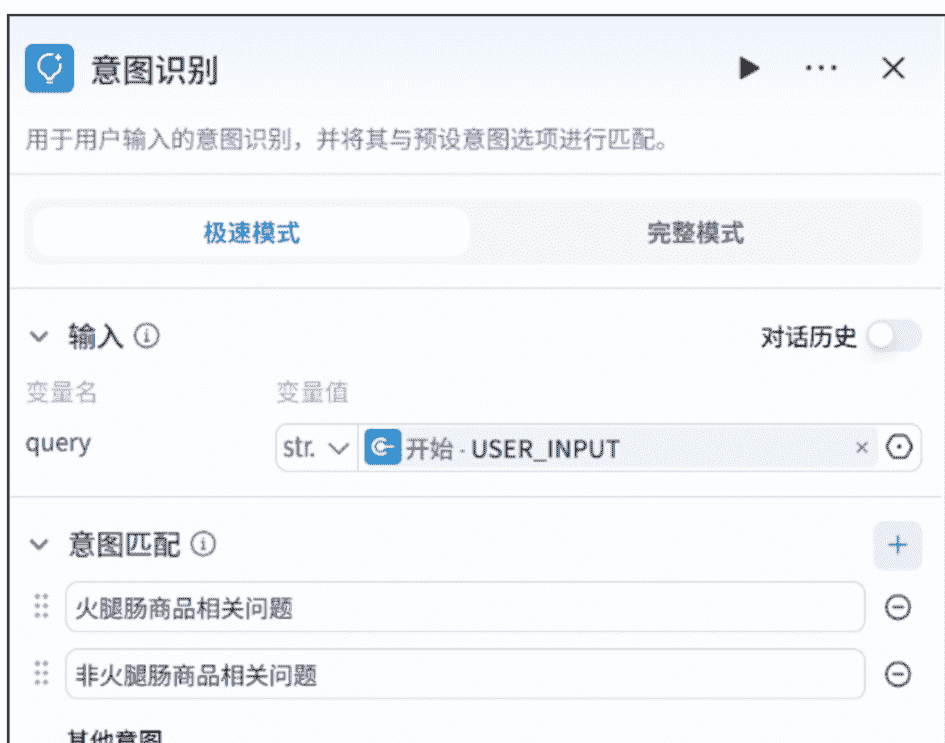 意图识别
用于用户输入的意图识别，并将其与预设意图选项进行匹配。
极速模式 完整模式
输入 对话历史
变量名 变量值
query str. 开始 · USER_INPUT
意图匹配
火腿肠商品相关问题
非火腿肠商品相关问题
其他意图